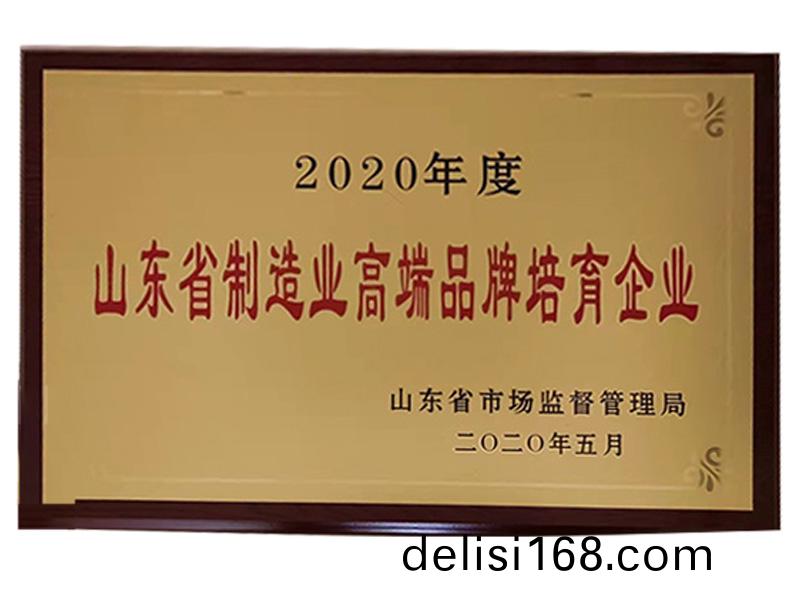 2020年度
山东省制造业高端品牌培育企业
山东省市场监督管理局
二〇二〇年五月
delisi168.com